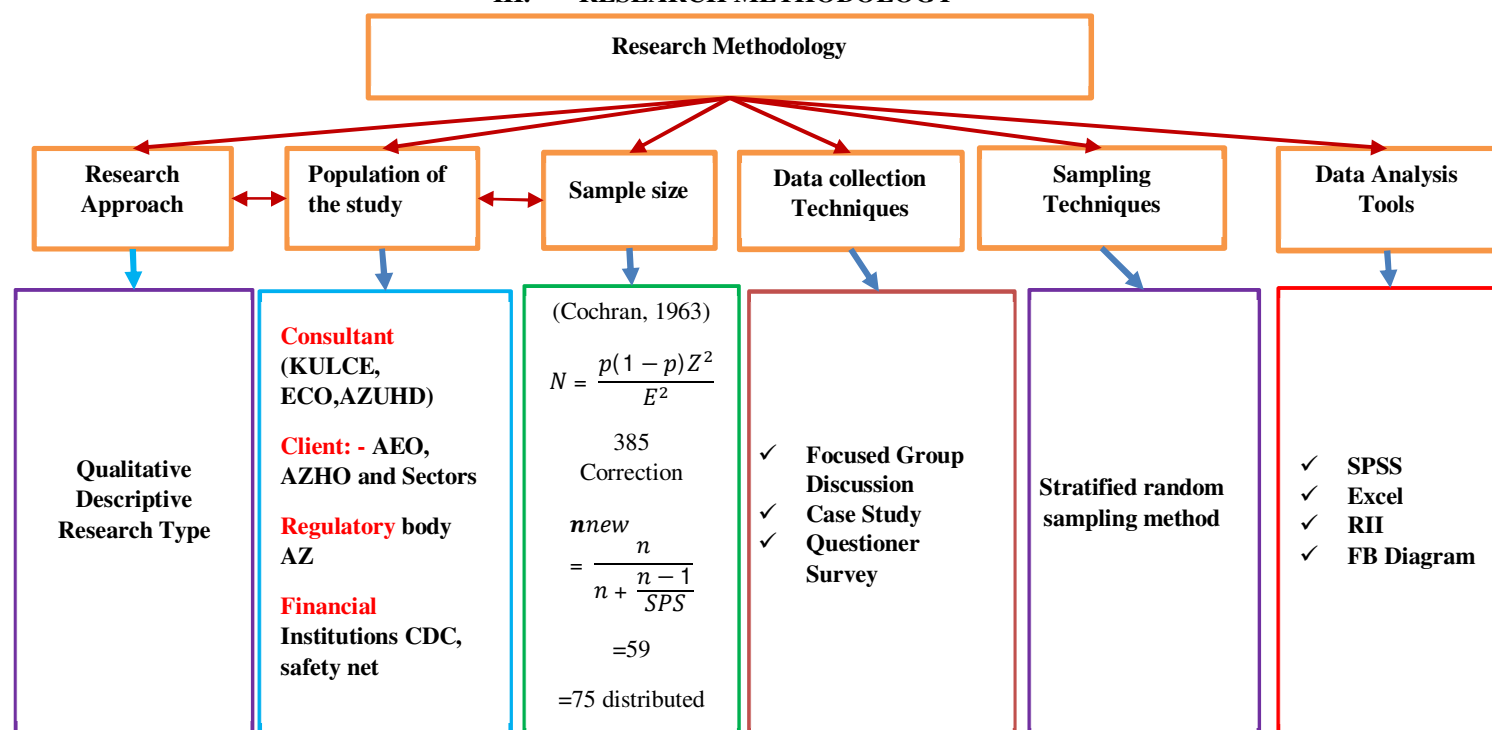 III. RESEARCH METHODOLOGY
Research Methodology
Research
Approach
Population of
the study
Sample size
Data collection
Techniques
Sampling
Techniques
Data Analysis
Tools
Qualitative
Descriptive
Research Type
Consultant
(KULCE,
ECO,AZUHD)
Client: - AEO,
AZHO and Sectors
Regulatory body
AZ
Financial
Institutions CDC,
safety net
(Cochran, 1963)
N = p(1 − p)Z² / E²
385
Correction
nnew
= n / (n + (n − 1)/SPS)
=59
=75 distributed
✓ Focused Group
Discussion
✓ Case Study
✓ Questioner
Survey
Stratified random
sampling method
✓ SPSS
✓ Excel
✓ RII
✓ FB Diagram